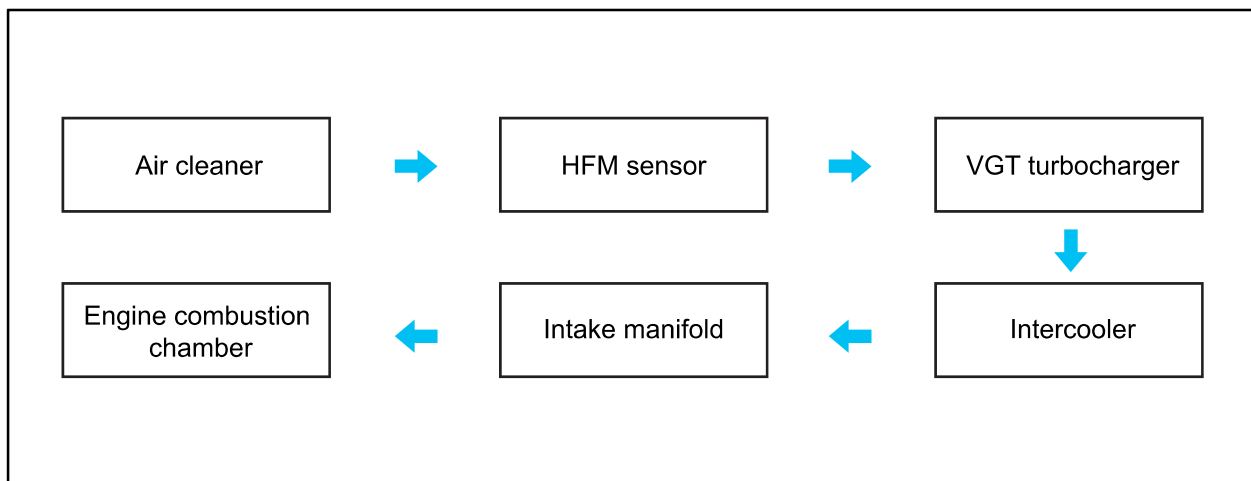 Air cleaner
HFM sensor
VGT turbocharger
Engine combustion
chamber
Intake manifold
Intercooler